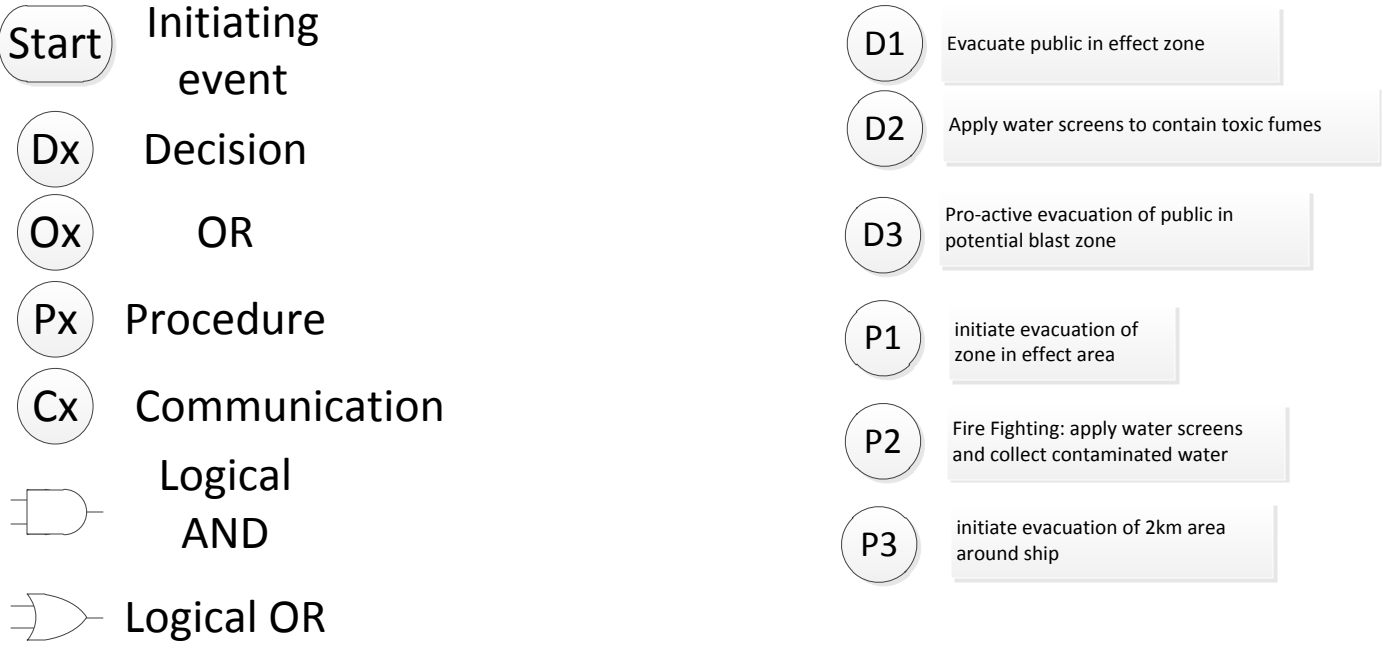 Start
Initiating
event
Dx
Decision
Ox
OR
Px
Procedure
Cx
Communication
Logical
AND
Logical OR
D1
Evacuate public in effect zone
D2
Apply water screens to contain toxic fumes
D3
Pro-active evacuation of public in
potential blast zone
P1
initiate evacuation of
zone in effect area
P2
Fire Fighting: apply water screens
and collect contaminated water
P3
initiate evacuation of 2km area
around ship